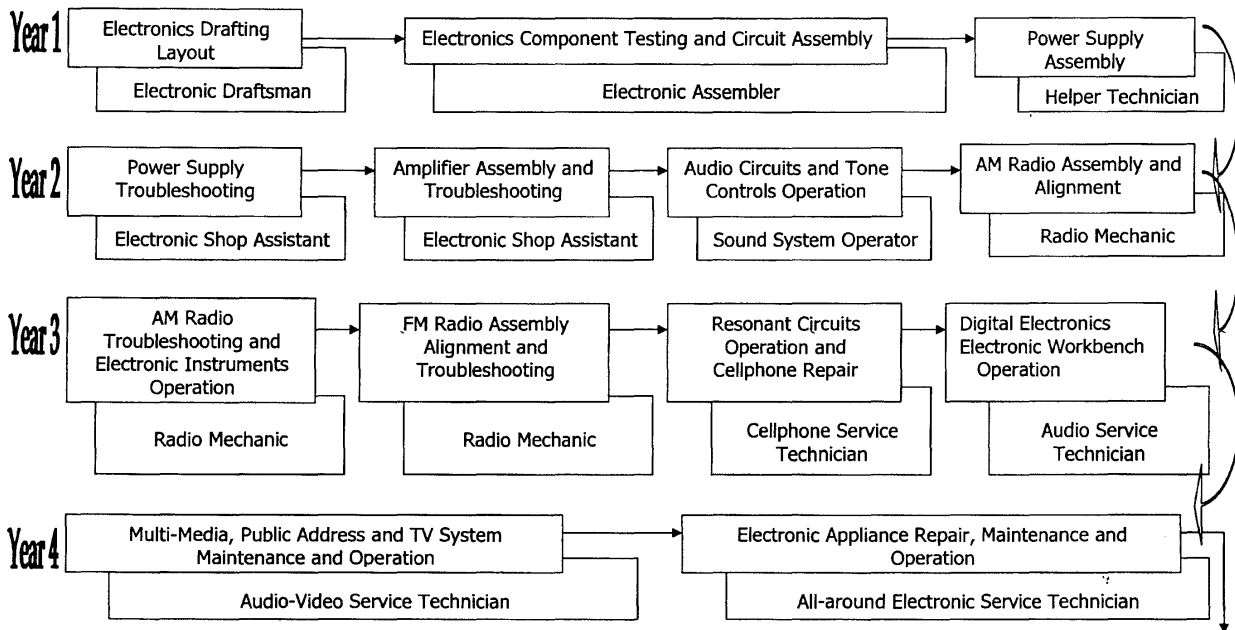 Year 1
Electronics Drafting
Layout
Electronic Draftsman
Electronics Component Testing and Circuit Assembly
Electronic Assembler
Power Supply
Assembly
Helper Technician
Year 2
Power Supply
Troubleshooting
Electronic Shop Assistant
Amplifier Assembly and
Troubleshooting
Electronic Shop Assistant
Audio Circuits and Tone
Controls Operation
Sound System Operator
AM Radio Assembly and
Alignment
Radio Mechanic
Year 3
AM Radio
Troubleshooting and
Electronic Instruments
Operation
Radio Mechanic
FM Radio Assembly
Alignment and
Troubleshooting
Radio Mechanic
Resonant Circuits
Operation and
Cellphone Repair
Cellphone Service
Technician
Digital Electronics
Electronic Workbench
Operation
Audio Service
Technician
Year 4
Multi-Media, Public Address and TV System
Maintenance and Operation
Audio-Video Service Technician
Electronic Appliance Repair, Maintenance and
Operation
All-around Electronic Service Technician